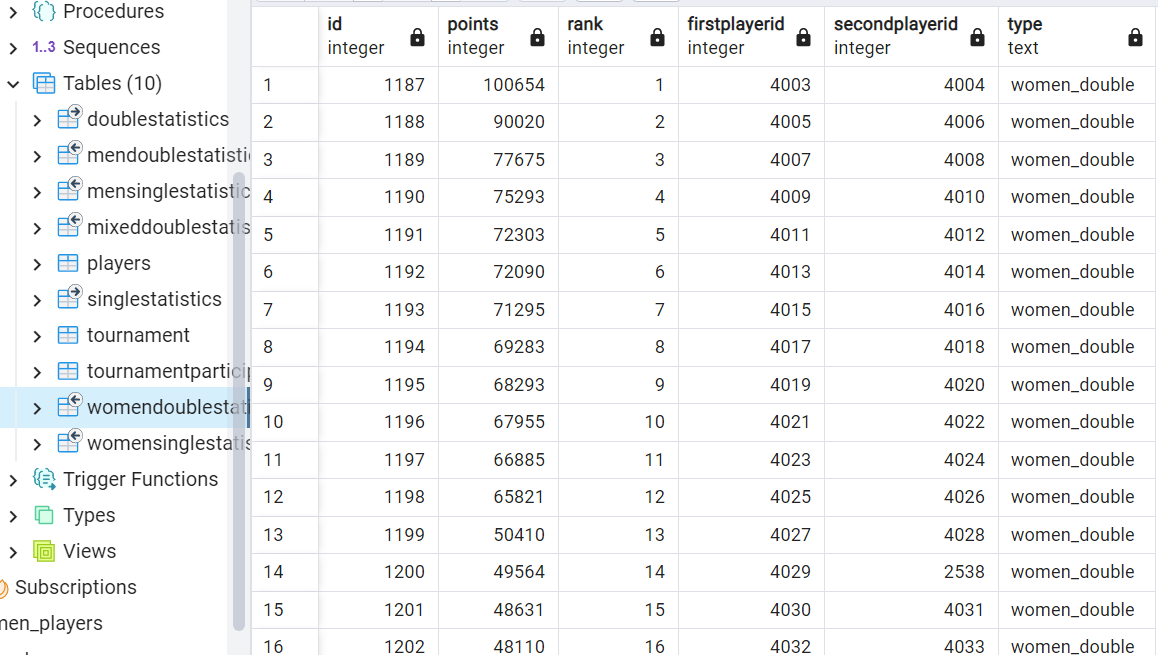 Procedures
1..3 Sequences
Tables (10)
doublestatistics
mendoublestatisti
mensinglestatistic
mixeddoublestatis
players
singlestatistics
tournament
tournamentparticip
womendoublestati
womensinglestatis
Trigger Functions
Types
Views
Subscriptions
men_players
id points rank firstplayerid secondplayerid type
integer integer integer integer integer text
1 1187 100654 1 4003 4004 women_double
2 1188 90020 2 4005 4006 women_double
3 1189 77675 3 4007 4008 women_double
4 1190 75293 4 4009 4010 women_double
5 1191 72303 5 4011 4012 women_double
6 1192 72090 6 4013 4014 women_double
7 1193 71295 7 4015 4016 women_double
8 1194 69283 8 4017 4018 women_double
9 1195 68293 9 4019 4020 women_double
10 1196 67955 10 4021 4022 women_double
11 1197 66885 11 4023 4024 women_double
12 1198 65821 12 4025 4026 women_double
13 1199 50410 13 4027 4028 women_double
14 1200 49564 14 4029 2538 women_double
15 1201 48631 15 4030 4031 women_double
16 1202 48110 16 4032 4033 women_double